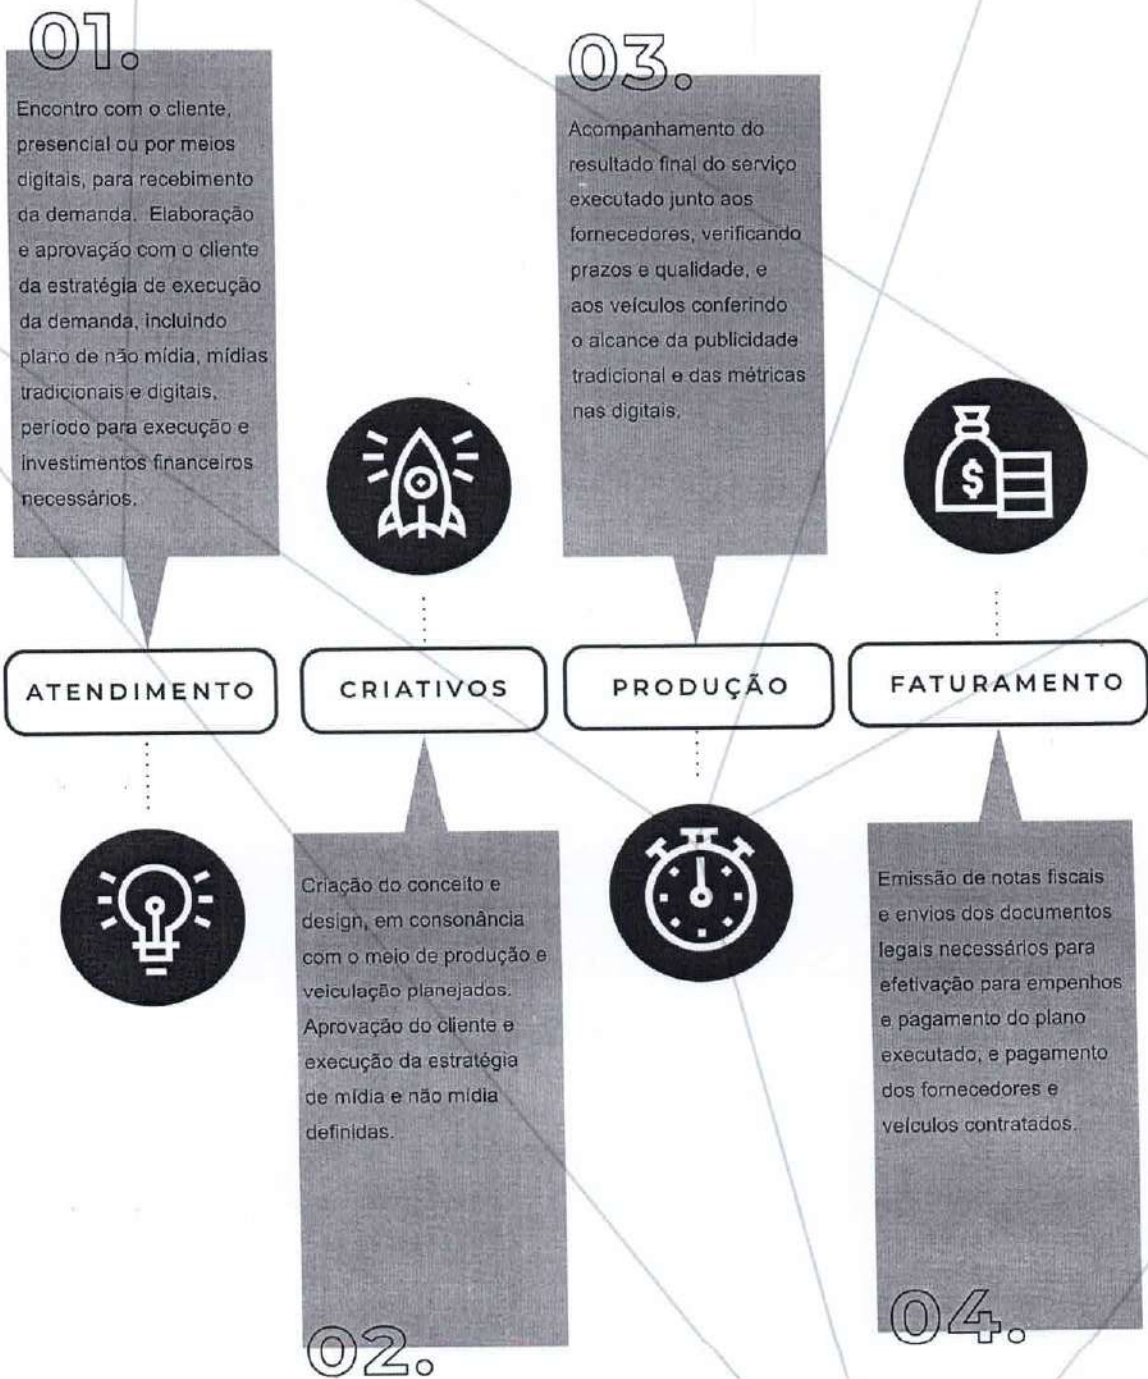 01.
Encontro com o cliente,
presencial ou por meios
digitais, para recebimento
da demanda. Elaboração
e aprovação com o cliente
da estratégia de execução
da demanda, incluindo
plano de não mídia, mídias
tradicionais e digitais,
período para execução e
investimentos financeiros
necessários.
ATENDIMENTO
CRIATIVOS
Criação do conceito e
design, em consonância
com o meio de produção e
veiculação planejados.
Aprovação do cliente e
execução da estratégia
de mídia e não mídia
definidas.
02.
03.
Acompanhamento do
resultado final do serviço
executado junto aos
fornecedores, verificando
prazos e qualidade, e
aos veículos conferindo
o alcance da publicidade
tradicional e das métricas
nas digitais.
PRODUÇÃO
$
FATURAMENTO
Emissão de notas fiscais
e envios dos documentos
legais necessários para
efetivação para empenhos
e pagamento do plano
executado, e pagamento
dos fornecedores e
veículos contratados.
04.